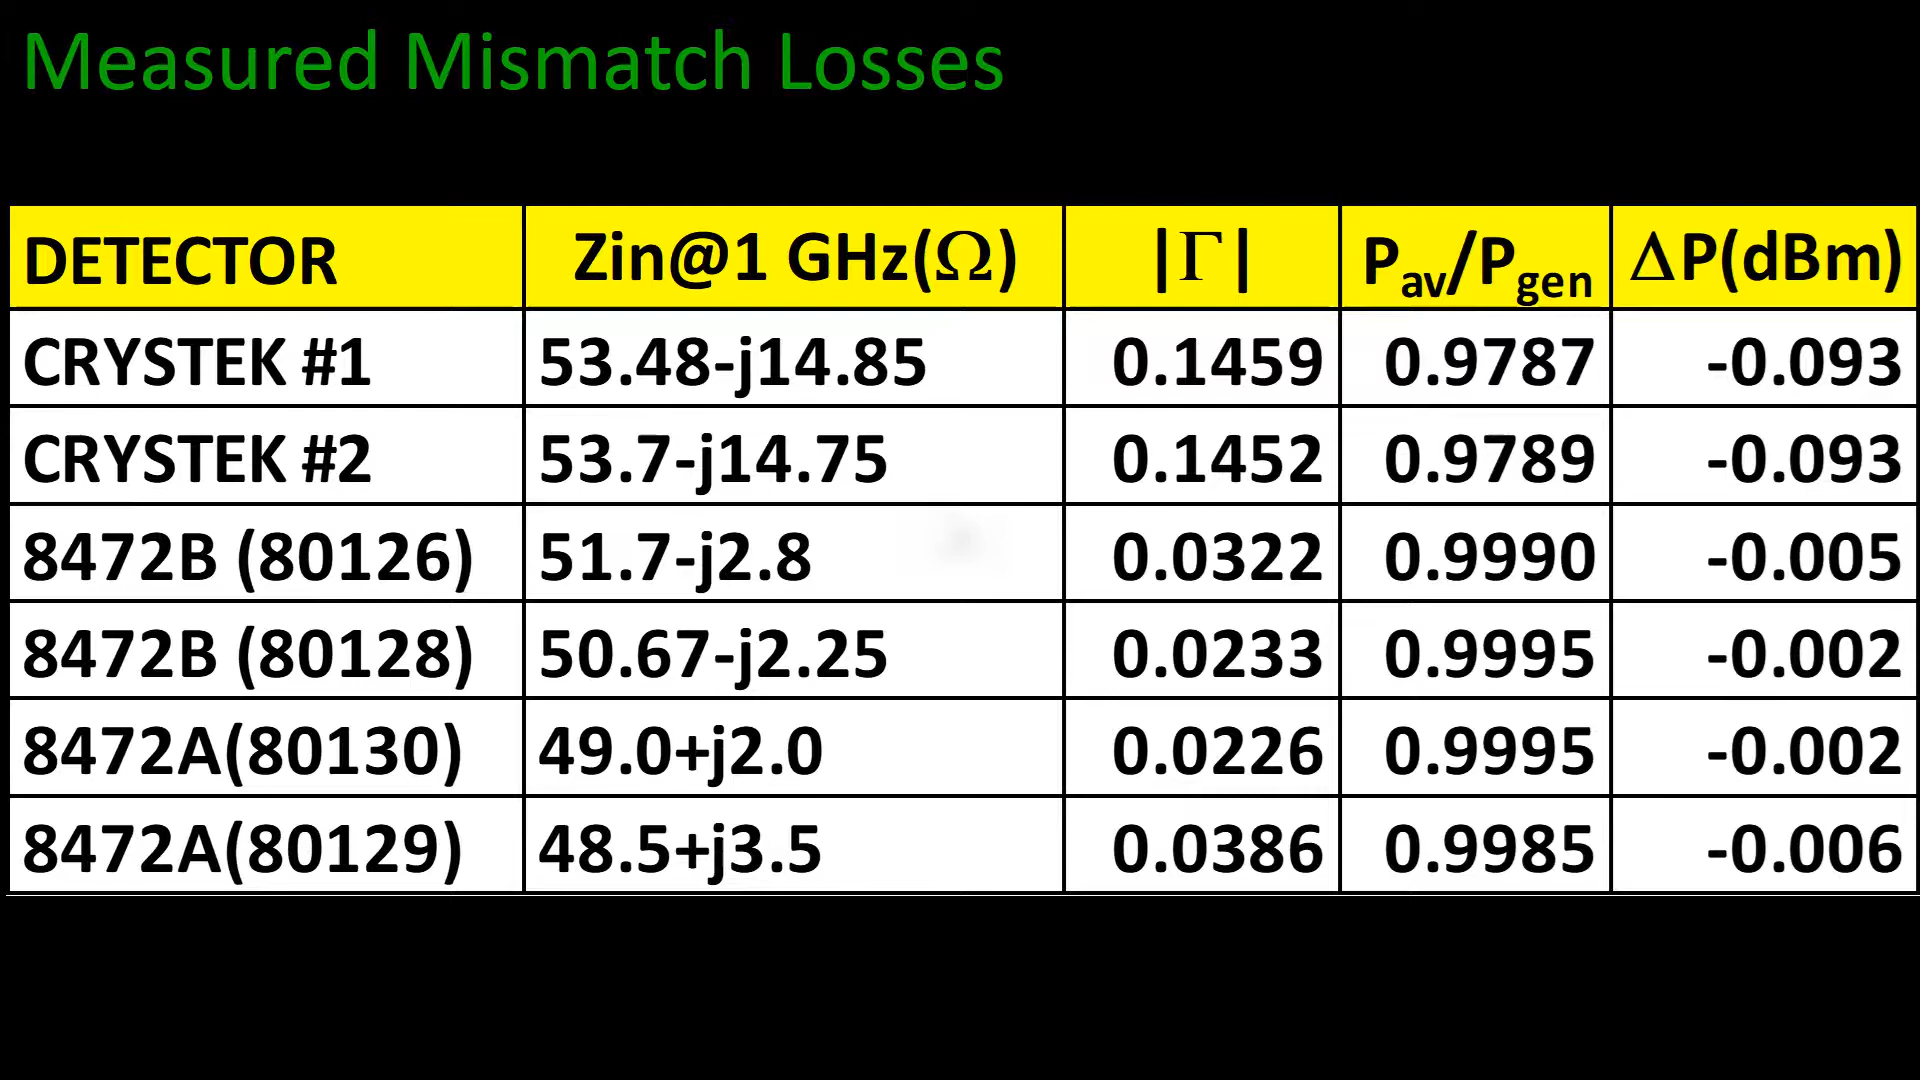 Measured Mismatch Losses
DETECTOR Zin@1 GHz(Ω) |Γ| Pav/Pgen ΔP(dBm)
CRYSTEK #1 53.48-j14.85 0.1459 0.9787 -0.093
CRYSTEK #2 53.7-j14.75 0.1452 0.9789 -0.093
8472B (80126) 51.7-j2.8 0.0322 0.9990 -0.005
8472B (80128) 50.67-j2.25 0.0233 0.9995 -0.002
8472A(80130) 49.0+j2.0 0.0226 0.9995 -0.002
8472A(80129) 48.5+j3.5 0.0386 0.9985 -0.006